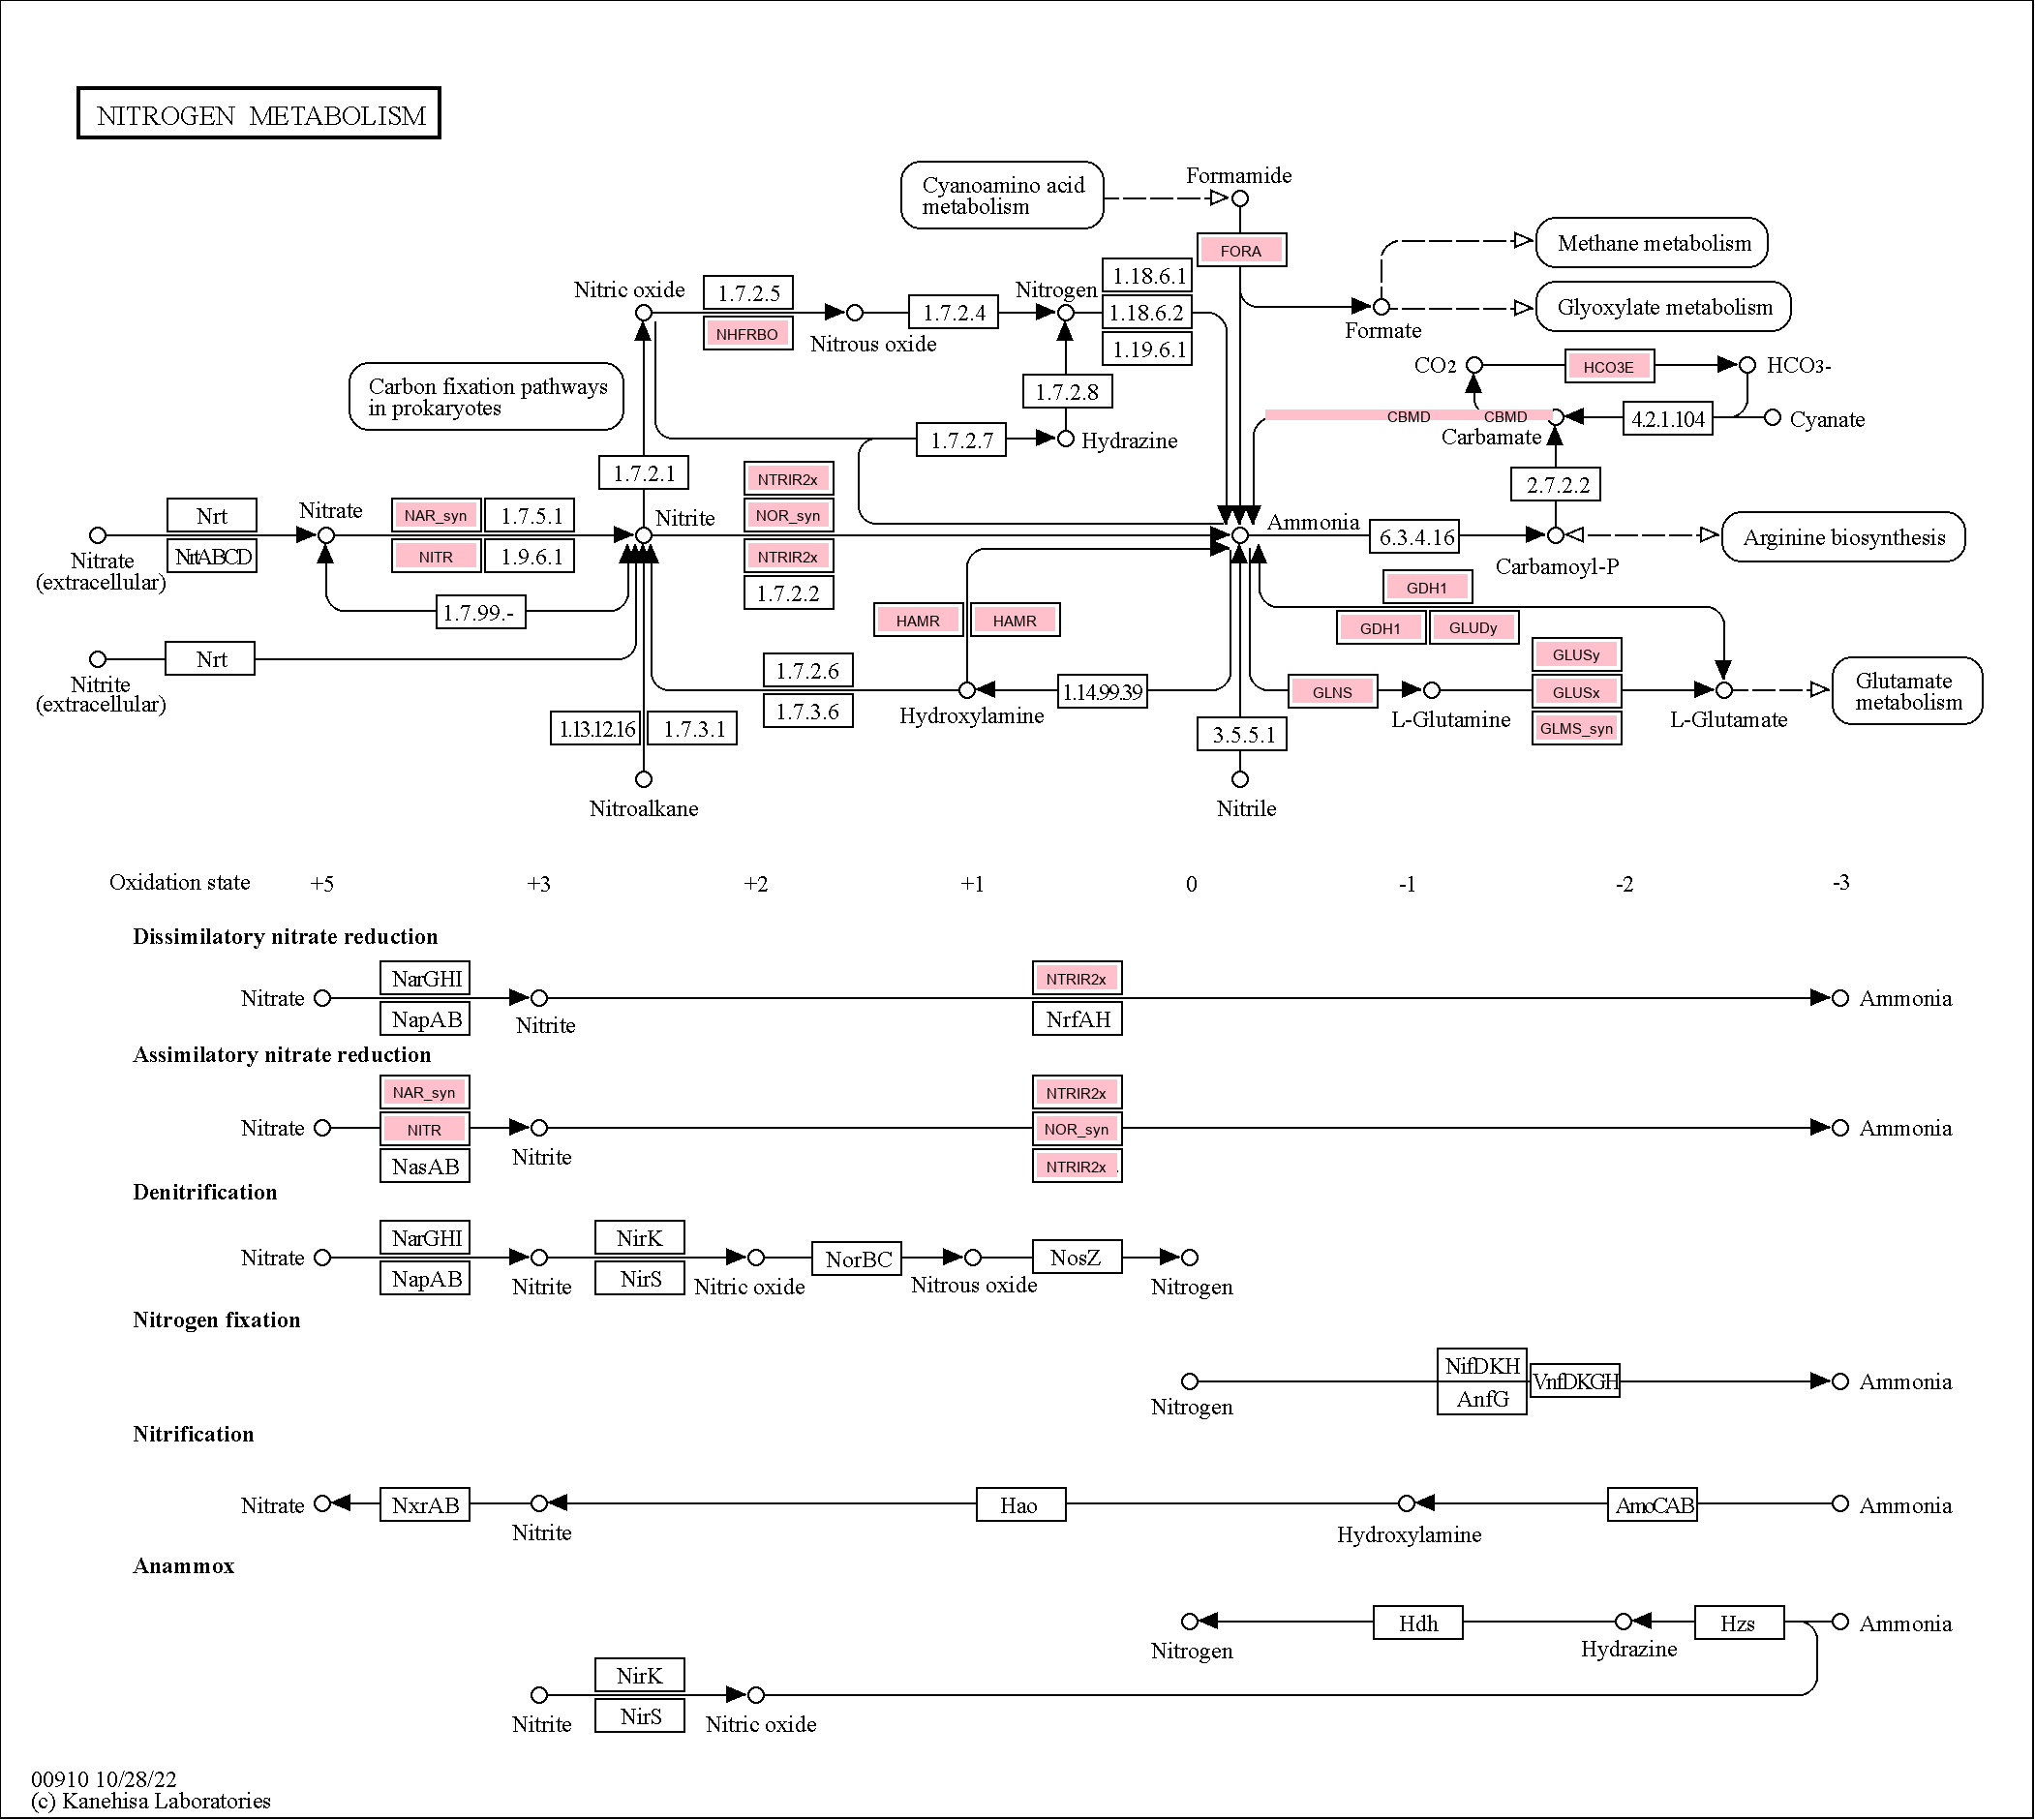 NITROGEN METABOLISM
Cyanoamino acid
metabolism
Formamide
FORA
Methane metabolism
Glyoxylate metabolism
Formate
Nitric oxide
1.7.2.5
NHFRBO
Nitrous oxide
1.7.2.4
Nitrogen
1.18.6.1
1.18.6.2
1.19.6.1
CO2
HCO3E
HCO3-
Carbon fixation pathways
in prokaryotes
1.7.2.8
CBMD
CBMD
Carbamate
4.2.1.104
Cyanate
1.7.2.7
Hydrazine
1.7.2.1
NTRIR2x
2.7.2.2
Nrt
Nitrate
NAR_syn
1.7.5.1
Nitrite
NOR_syn
Ammonia
6.3.4.16
Arginine biosynthesis
Nitrate
(extracellular)
NrtABCD
NITR
1.9.6.1
NTRIR2x
Carbamoyl-P
1.7.99.-
1.7.2.2
GDH1
HAMR
HAMR
GDH1
GLUDy
Nrt
Nitrite
(extracellular)
1.7.2.6
1.7.3.6
Hydroxylamine
1.14.99.39
GLNS
L-Glutamine
GLUSy
GLUSx
GLMS_syn
L-Glutamate
Glutamate
metabolism
1.13.12.16
1.7.3.1
3.5.5.1
Nitroalkane
Nitrile
Oxidation state
+5
+3
+2
+1
0
-1
-2
-3
Dissimilatory nitrate reduction
Nitrate
NarGHI
NapAB
Nitrite
NTRIR2x
NrfAH
Ammonia
Assimilatory nitrate reduction
Nitrate
NAR_syn
NITR
NasAB
Nitrite
NTRIR2x
NOR_syn
NTRIR2x
Ammonia
Denitrification
Nitrate
NarGHI
NapAB
Nitrite
NirK
NirS
Nitric oxide
NorBC
Nitrous oxide
NosZ
Nitrogen
Nitrogen fixation
Nitrogen
NifDKH
AnfG
VnfDKGH
Ammonia
Nitrification
Nitrate
NxrAB
Nitrite
Hao
Hydroxylamine
AmoCAB
Ammonia
Anammox
Nitrogen
Hdh
Hydrazine
Hzs
Ammonia
Nitrite
NirK
NirS
Nitric oxide
00910 10/28/22
(c) Kanehisa Laboratories